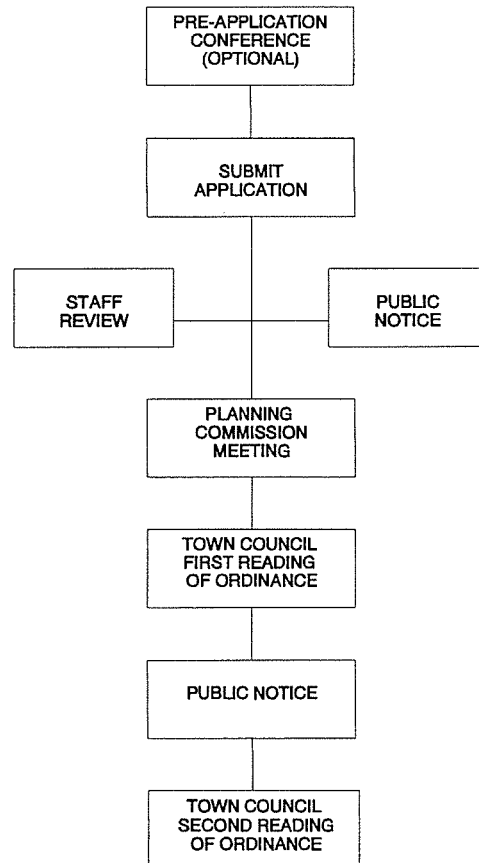 PRE-APPLICATION
CONFERENCE
(OPTIONAL)
SUBMIT
APPLICATION
STAFF
REVIEW
PUBLIC
NOTICE
PLANNING
COMMISSION
MEETING
TOWN COUNCIL
FIRST READING
OF ORDINANCE
PUBLIC NOTICE
TOWN COUNCIL
SECOND READING
OF ORDINANCE